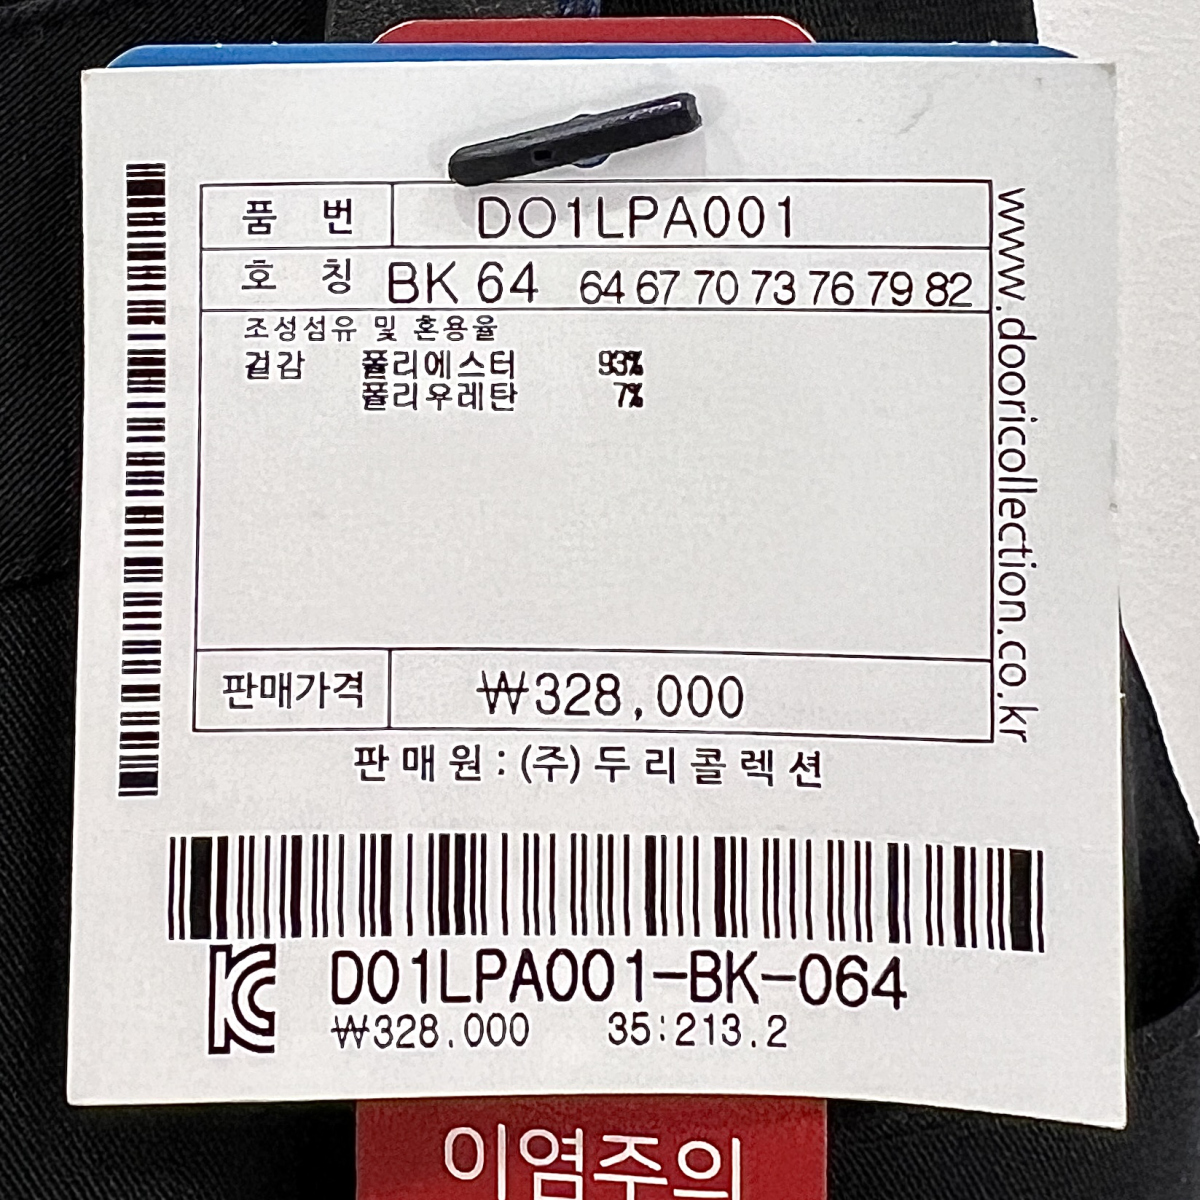 품 번 DO1LPA001
호 칭 BK 64 64 67 70 73 76 79 82
조성섬유 및 혼용율
겉감 폴리에스터 93%
폴리우레탄 7%
판매가격 ₩328,000
판매원 : (주) 두리콜렉션
www.dooricollection.co.kr
DO1LPA001-BK-064
₩328.000 35:213.2
이염주의